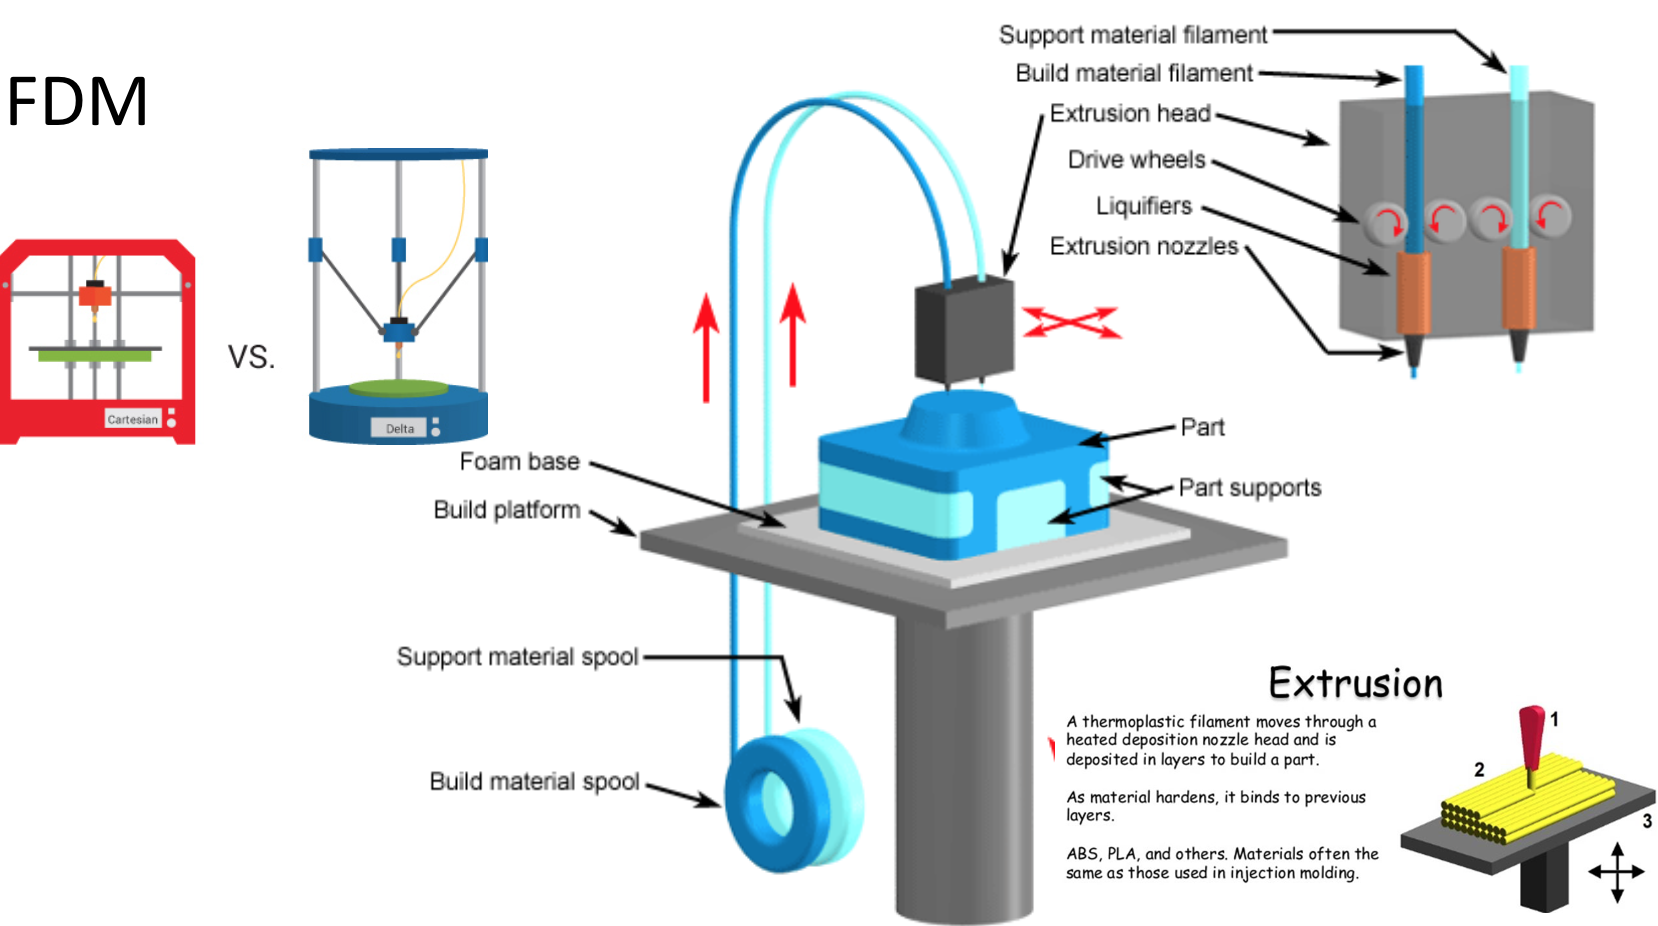 FDM
Cartesian
VS.
Delta
Support material filament
Build material filament
Extrusion head
Drive wheels
Liquifiers
Extrusion nozzles
Part
Part supports
Foam base
Build platform
Support material spool
Build material spool
Extrusion
A thermoplastic filament moves through a
heated deposition nozzle head and is
deposited in layers to build a part.
As material hardens, it binds to previous
layers.
ABS, PLA, and others. Materials often the
same as those used in injection molding.
1
2
3